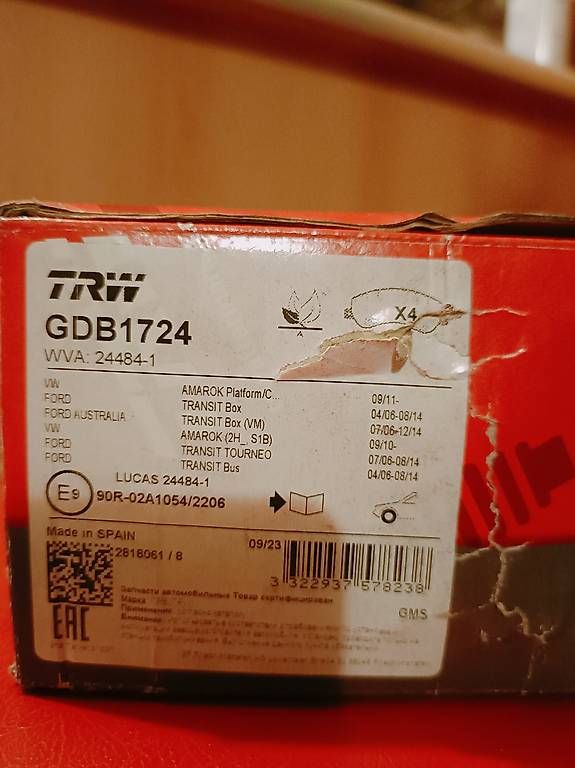 TRW
GDB1724
X4
A
WVA: 24484-1
VW AMAROK Platform/C... 09/11-
FORD TRANSIT Box 04/06-08/14
FORD AUSTRALIA TRANSIT Box (VM) 07/06-12/14
VW AMAROK (2H_, S1B) 09/10-
FORD TRANSIT TOURNEO 07/06-08/14
FORD TRANSIT Bus 04/06-08/14
LUCAS 24484-1
E9 90R-02A1054/2206
Made in SPAIN
2818061 / 8
09/23
3 322937 578238
Запчасти автомобильные Товар сертифицирован
Марка
Применение
Внимание
GMS
EAC